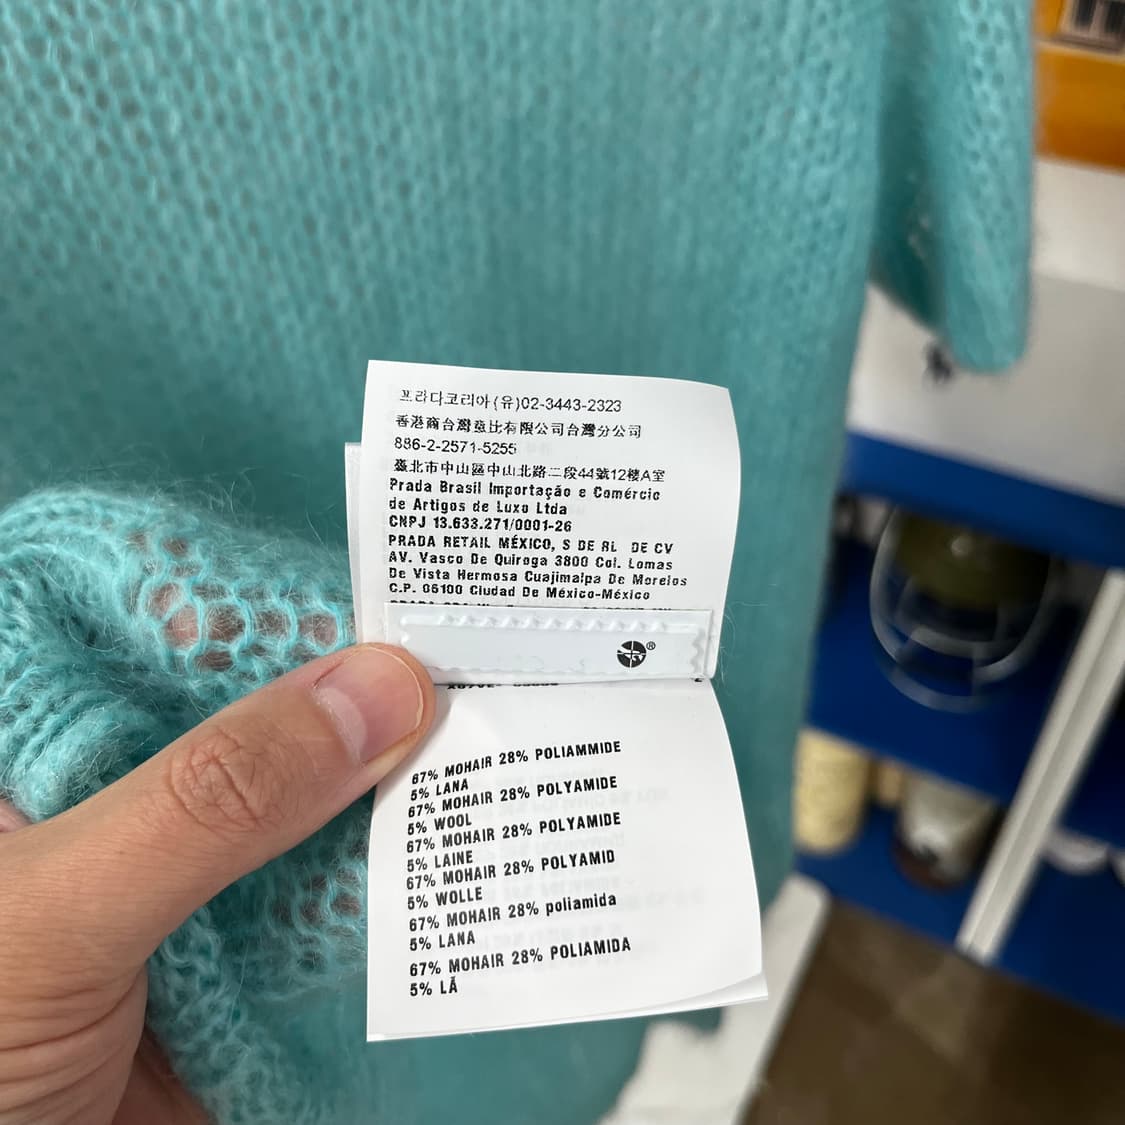 프라다코리아(유)02-3443-2323
香港商台灣壺比有限公司台灣分公司
886-2-2571-5255
臺北市中山區中山北路二段44號12樓A室
Prada Brasil Importação e Comércio
de Artigos de Luxo Ltda
CNPJ 13.633.271/0001-26
PRADA RETAIL MÉXICO, S DE RL DE CV
AV. Vasco De Quiroga 3800 Col. Lomas
De Vista Hermosa Cuajimalpa De Morelos
C.P. 06100 Ciudad De México-México
®
67% MOHAIR 28% POLIAMMIDE
5% LANA
67% MOHAIR 28% POLYAMIDE
5% WOOL
67% MOHAIR 28% POLYAMIDE
5% LAINE
67% MOHAIR 28% POLYAMID
5% WOLLE
67% MOHAIR 28% poliamida
5% LANA
67% MOHAIR 28% POLIAMIDA
5% LÃ